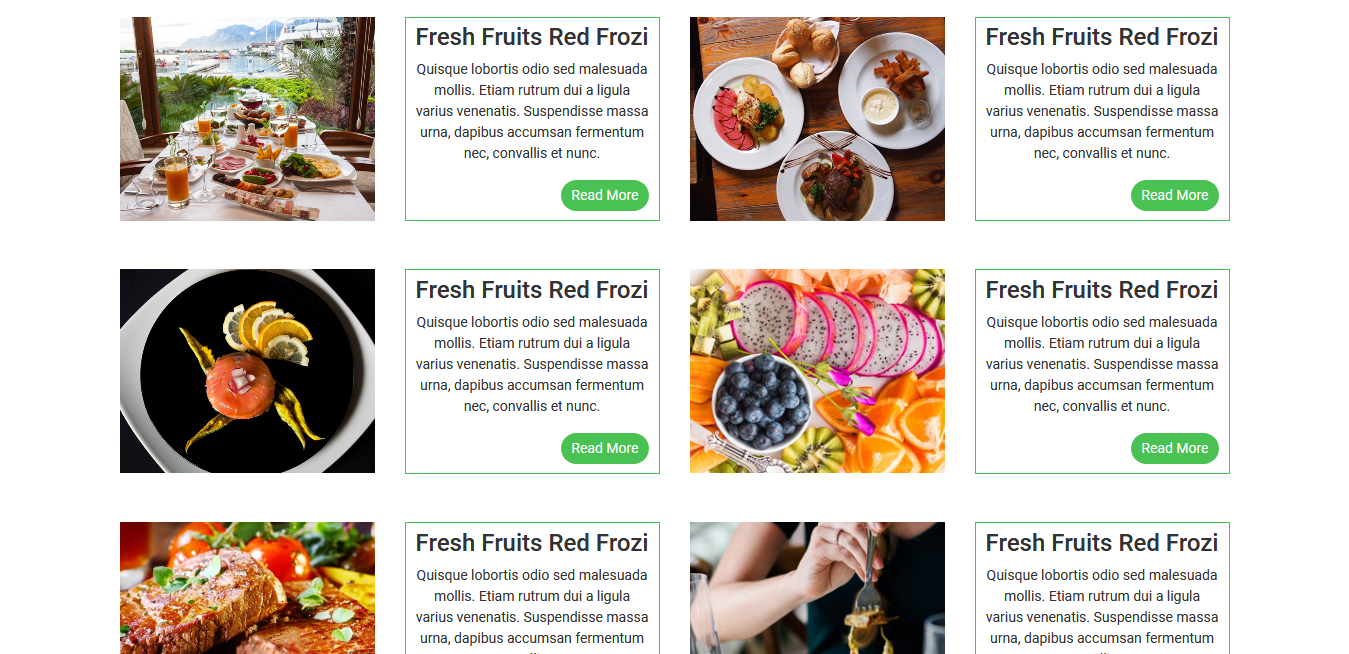 Fresh Fruits Red Frozi
Quisque lobortis odio sed malesuada
mollis. Etiam rutrum dui a ligula
varius venenatis. Suspendisse massa
urna, dapibus accumsan fermentum
nec, convallis et nunc.
Read More
Fresh Fruits Red Frozi
Quisque lobortis odio sed malesuada
mollis. Etiam rutrum dui a ligula
varius venenatis. Suspendisse massa
urna, dapibus accumsan fermentum
nec, convallis et nunc.
Read More
Fresh Fruits Red Frozi
Quisque lobortis odio sed malesuada
mollis. Etiam rutrum dui a ligula
varius venenatis. Suspendisse massa
urna, dapibus accumsan fermentum
nec, convallis et nunc.
Read More
Fresh Fruits Red Frozi
Quisque lobortis odio sed malesuada
mollis. Etiam rutrum dui a ligula
varius venenatis. Suspendisse massa
urna, dapibus accumsan fermentum
nec, convallis et nunc.
Read More
Fresh Fruits Red Frozi
Quisque lobortis odio sed malesuada
mollis. Etiam rutrum dui a ligula
varius venenatis. Suspendisse massa
urna, dapibus accumsan fermentum
Fresh Fruits Red Frozi
Quisque lobortis odio sed malesuada
mollis. Etiam rutrum dui a ligula
varius venenatis. Suspendisse massa
urna, dapibus accumsan fermentum